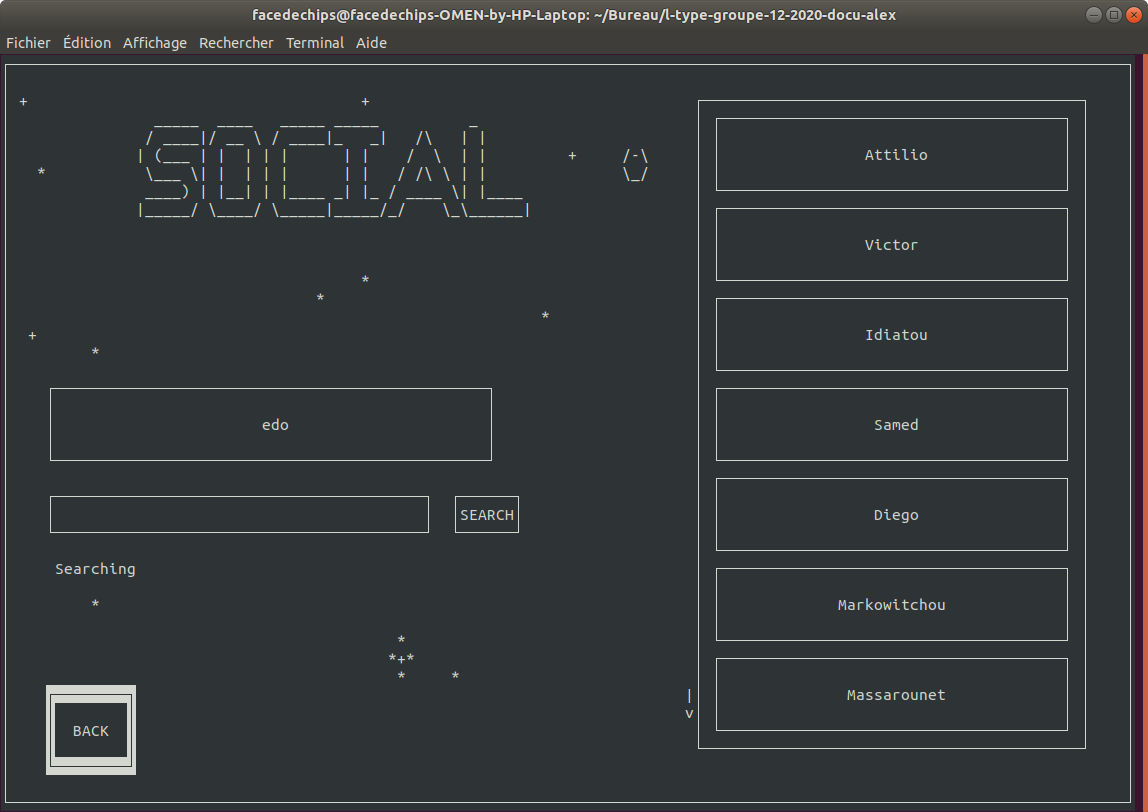 facedechips@facedechips-OMEN-by-HP-Laptop: ~/Bureau/l-type-groupe-12-2020-docu-alex
Fichier Édition Affichage Rechercher Terminal Aide
SOCIAL
Attilio
Victor
Idiatou
Samed
Diego
Markowitchou
Massarounet
edo
SEARCH
Searching
BACK